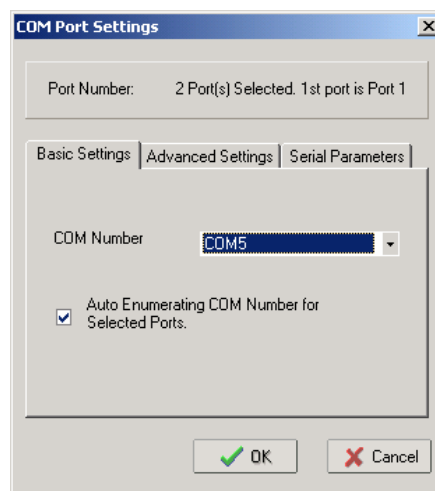 COM Port Settings
Port Number: 2 Port(s) Selected. 1st port is Port 1
Basic Settings Advanced Settings Serial Parameters
COM Number COM5
Auto Enumerating COM Number for
Selected Ports.
OK Cancel